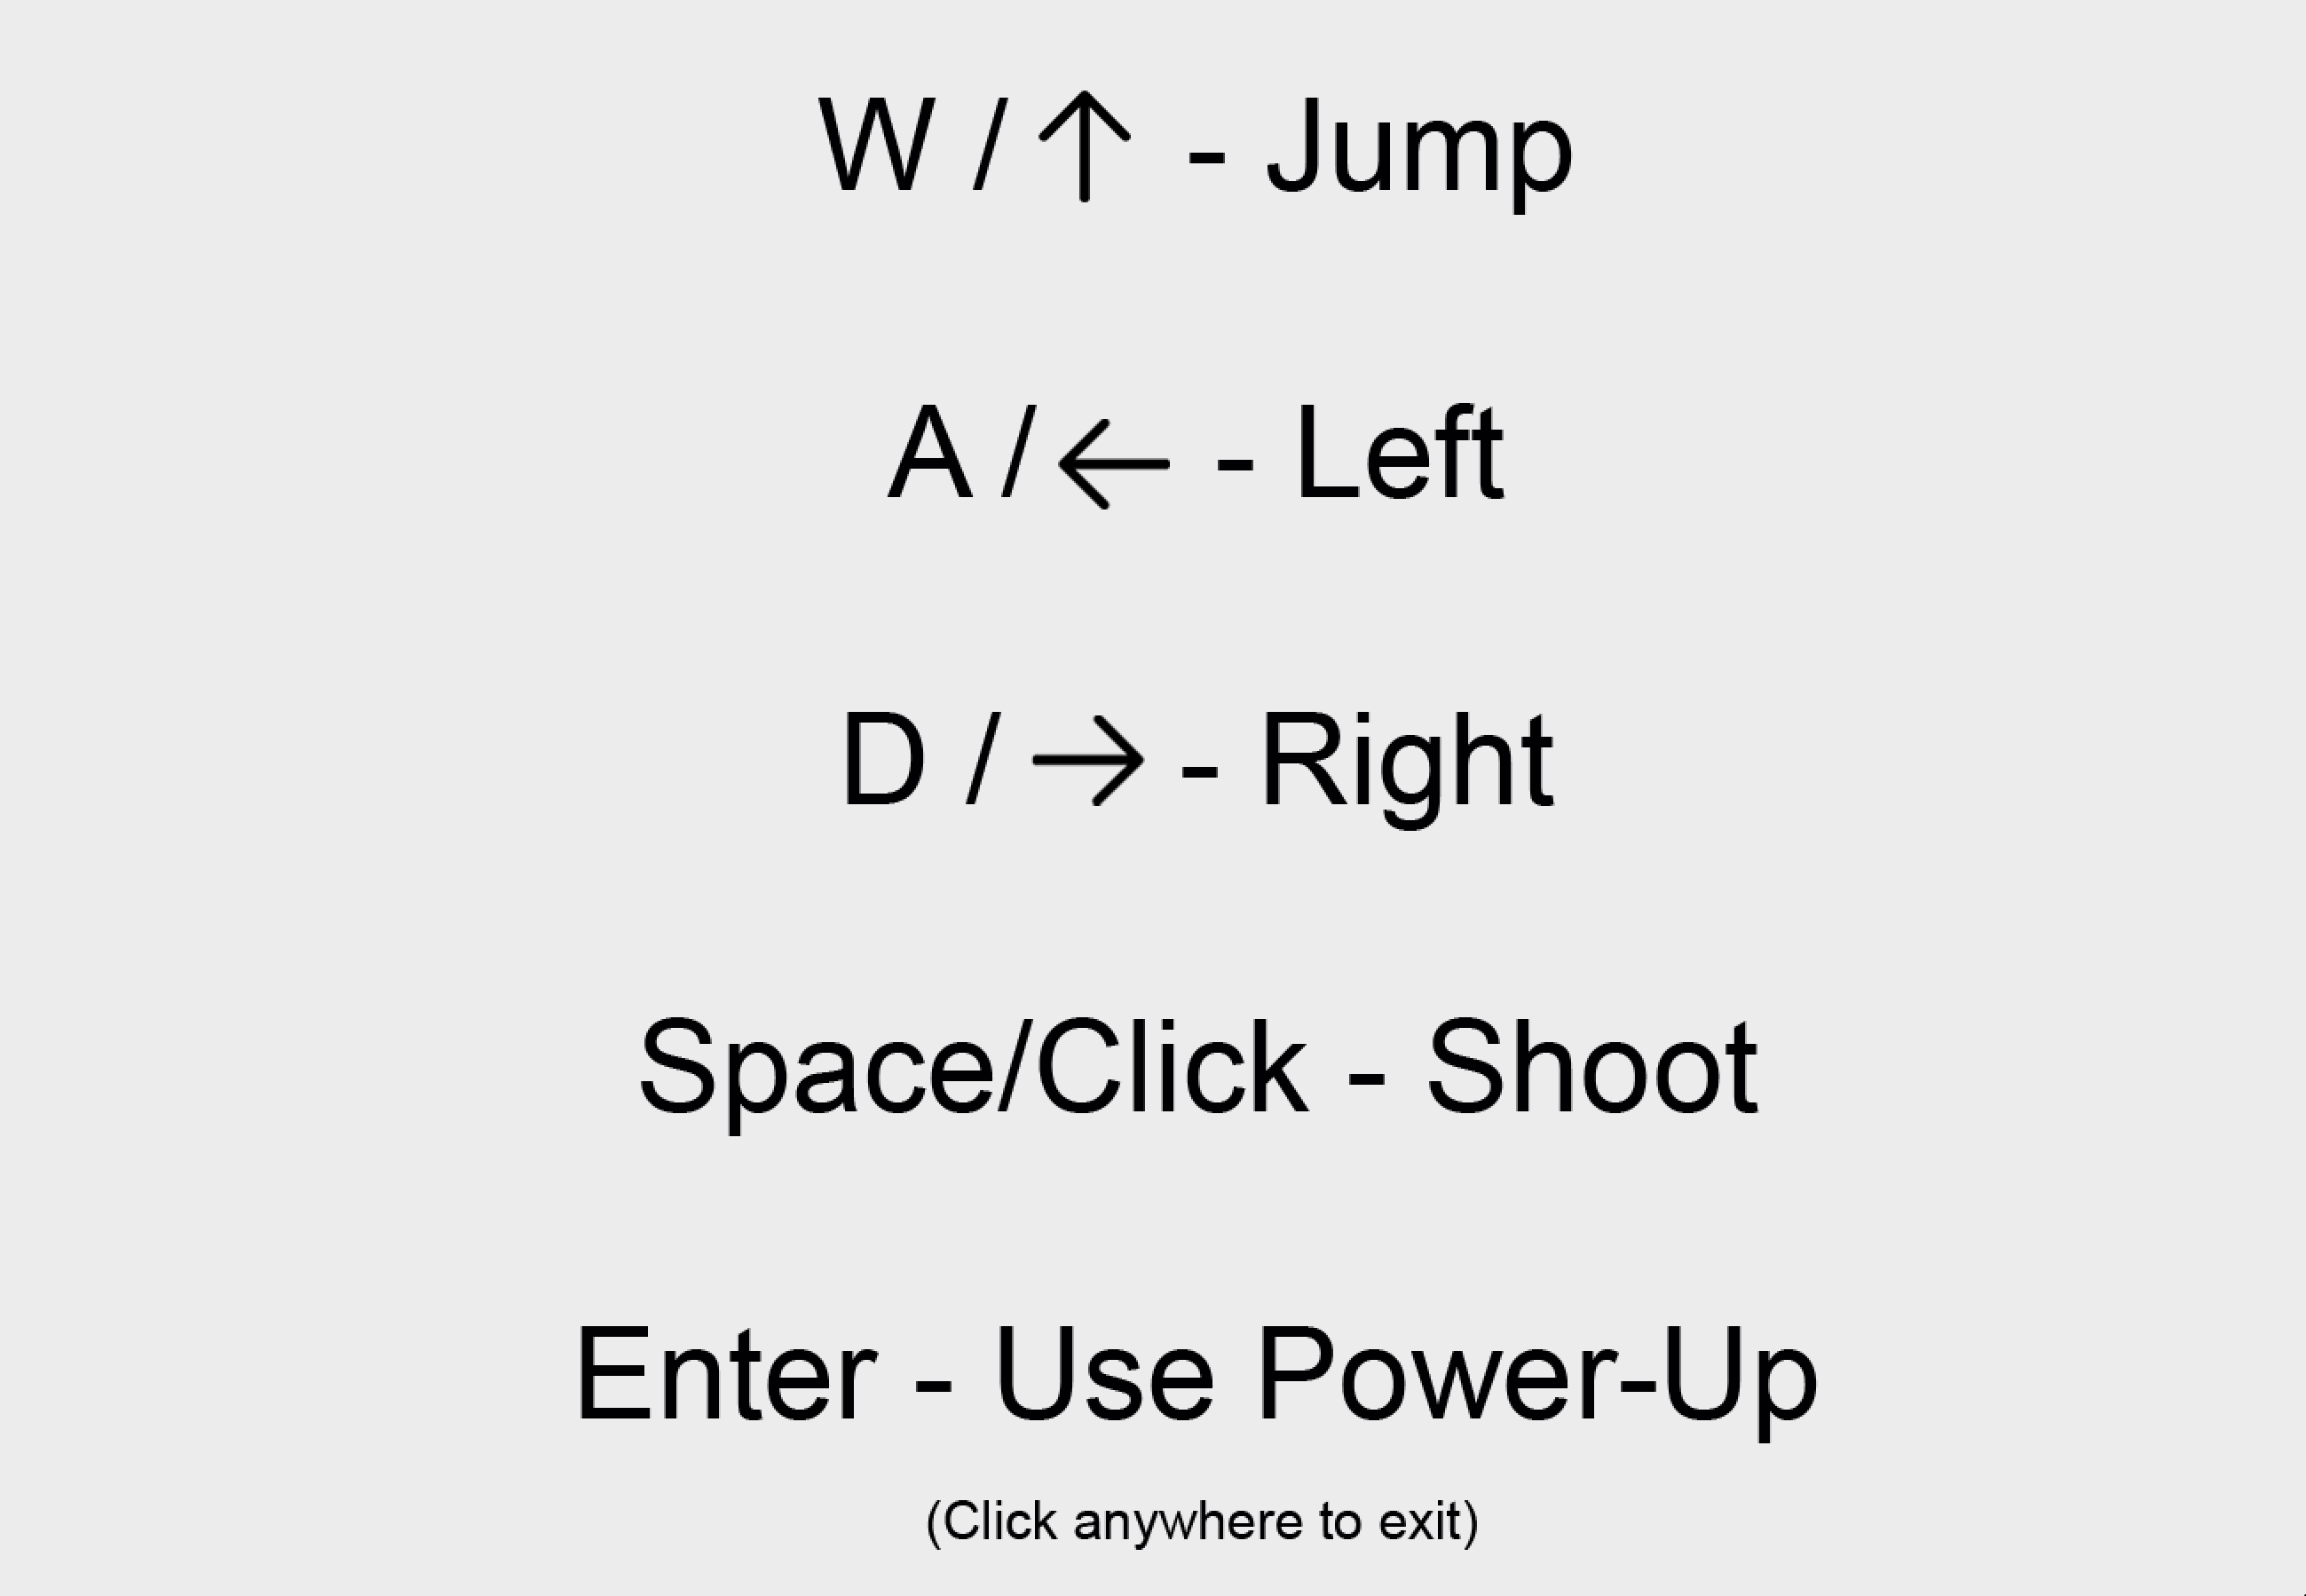 W / ↑ - Jump
A / ← - Left
D / → - Right
Space/Click - Shoot
Enter - Use Power-Up
(Click anywhere to exit)